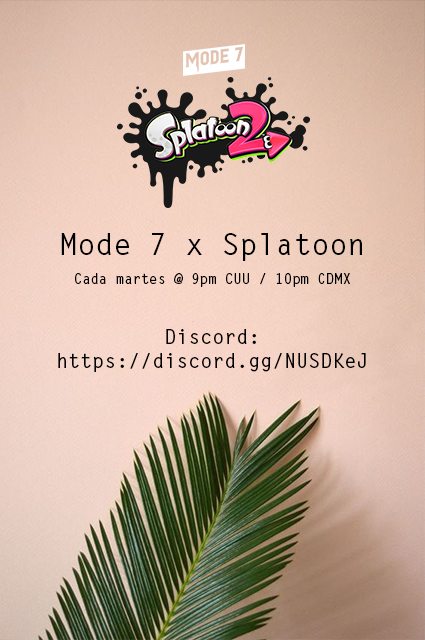 MODE 7
Splatoon 2
Mode 7 x Splatoon
Cada martes @ 9pm CUU / 10pm CDMX
Discord:
https://discord.gg/NUSDKeJ